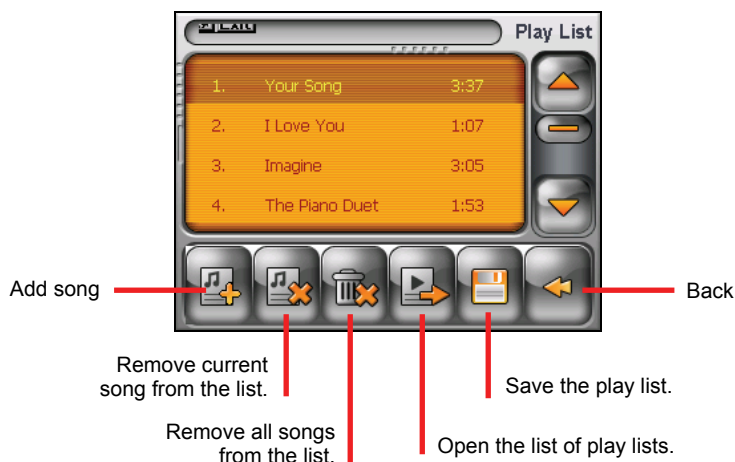 Play List
1. Your Song 3:37
2. I Love You 1:07
3. Imagine 3:05
4. The Piano Duet 1:53
Add song
Back
Remove current
song from the list.
Save the play list.
Remove all songs
from the list.
Open the list of play lists.